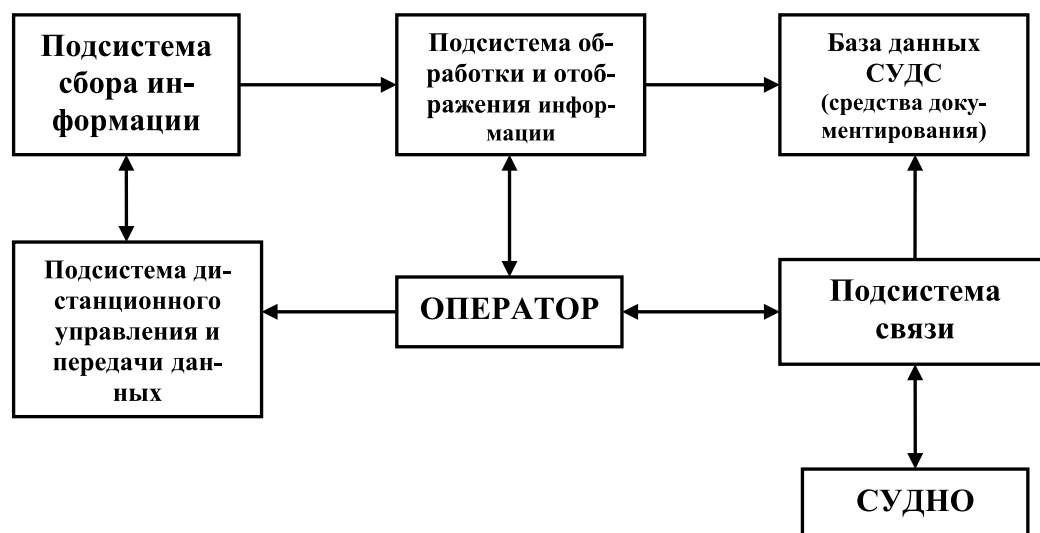 Подсистема
сбора ин-
формации
Подсистема об-
работки и отоб-
ражения инфор-
мации
База данных
СУДС
(средства доку-
ментирования)
Подсистема ди-
станционного
управления и
передачи дан-
ных
ОПЕРАТОР
Подсистема
связи
СУДНО